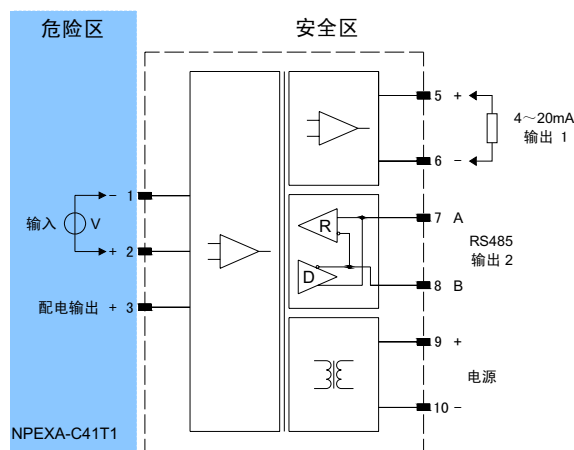 危险区
安全区
5 +
4～20mA
输出 1
6 -
- 1
输入 V
+ 2
R
7 A
RS485
输出 2
D
8 B
配电输出 + 3
9 +
电源
10 -
NPEXA-C41T1